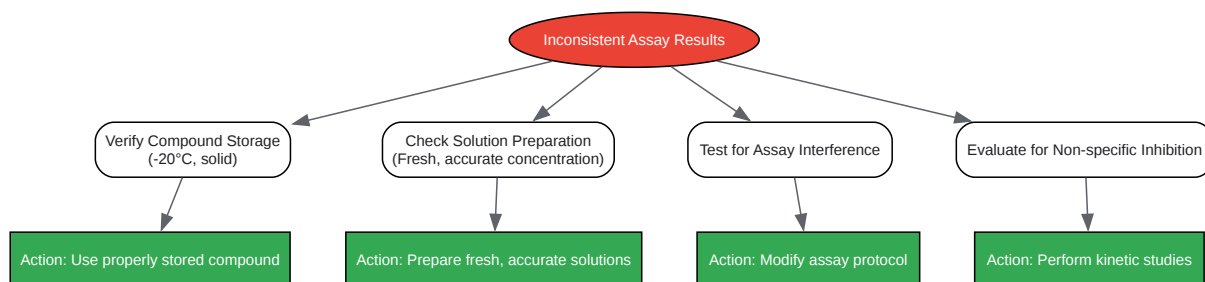 Inconsistent Assay Results
Verify Compound Storage
(-20°C, solid)
Check Solution Preparation
(Fresh, accurate concentration)
Test for Assay Interference
Evaluate for Non-specific Inhibition
Action: Use properly stored compound
Action: Prepare fresh, accurate solutions
Action: Modify assay protocol
Action: Perform kinetic studies